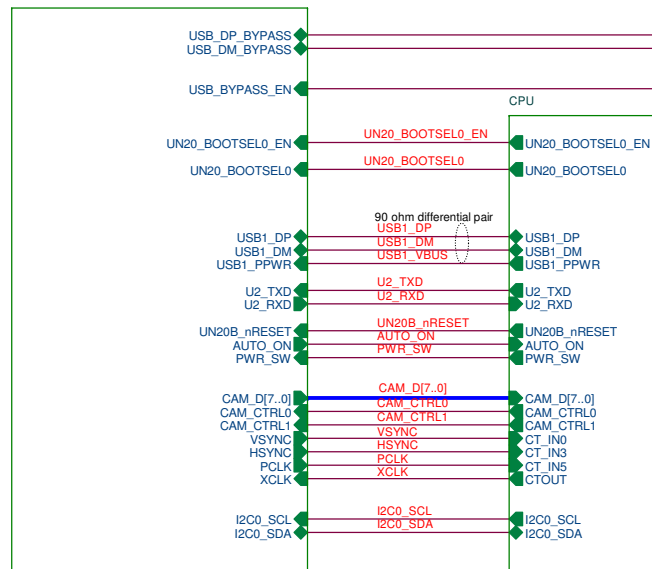 USB_DP_BYPASS
USB_DM_BYPASS
USB_BYPASS_EN
CPU
UN20_BOOTSEL0_EN UN20_BOOTSEL0_EN UN20_BOOTSEL0_EN
UN20_BOOTSEL0 UN20_BOOTSEL0 UN20_BOOTSEL0
90 ohm differential pair
USB1_DP USB1_DP USB1_DP
USB1_DM USB1_DM USB1_DM
USB1_PPWR USB1_VBUS USB1_PPWR
U2_TXD U2_TXD U2_TXD
U2_RXD U2_RXD U2_RXD
UN20B_nRESET UN20B_nRESET UN20B_nRESET
AUTO_ON AUTO_ON AUTO_ON
PWR_SW PWR_SW PWR_SW
CAM_D[7..0] CAM_D[7..0] CAM_D[7..0]
CAM_CTRL0 CAM_CTRL0 CAM_CTRL0
CAM_CTRL1 CAM_CTRL1 CAM_CTRL1
VSYNC VSYNC CT_IN0
HSYNC HSYNC CT_IN3
PCLK PCLK CT_IN5
XCLK XCLK CTOUT
I2C0_SCL I2C0_SCL I2C0_SCL
I2C0_SDA I2C0_SDA I2C0_SDA